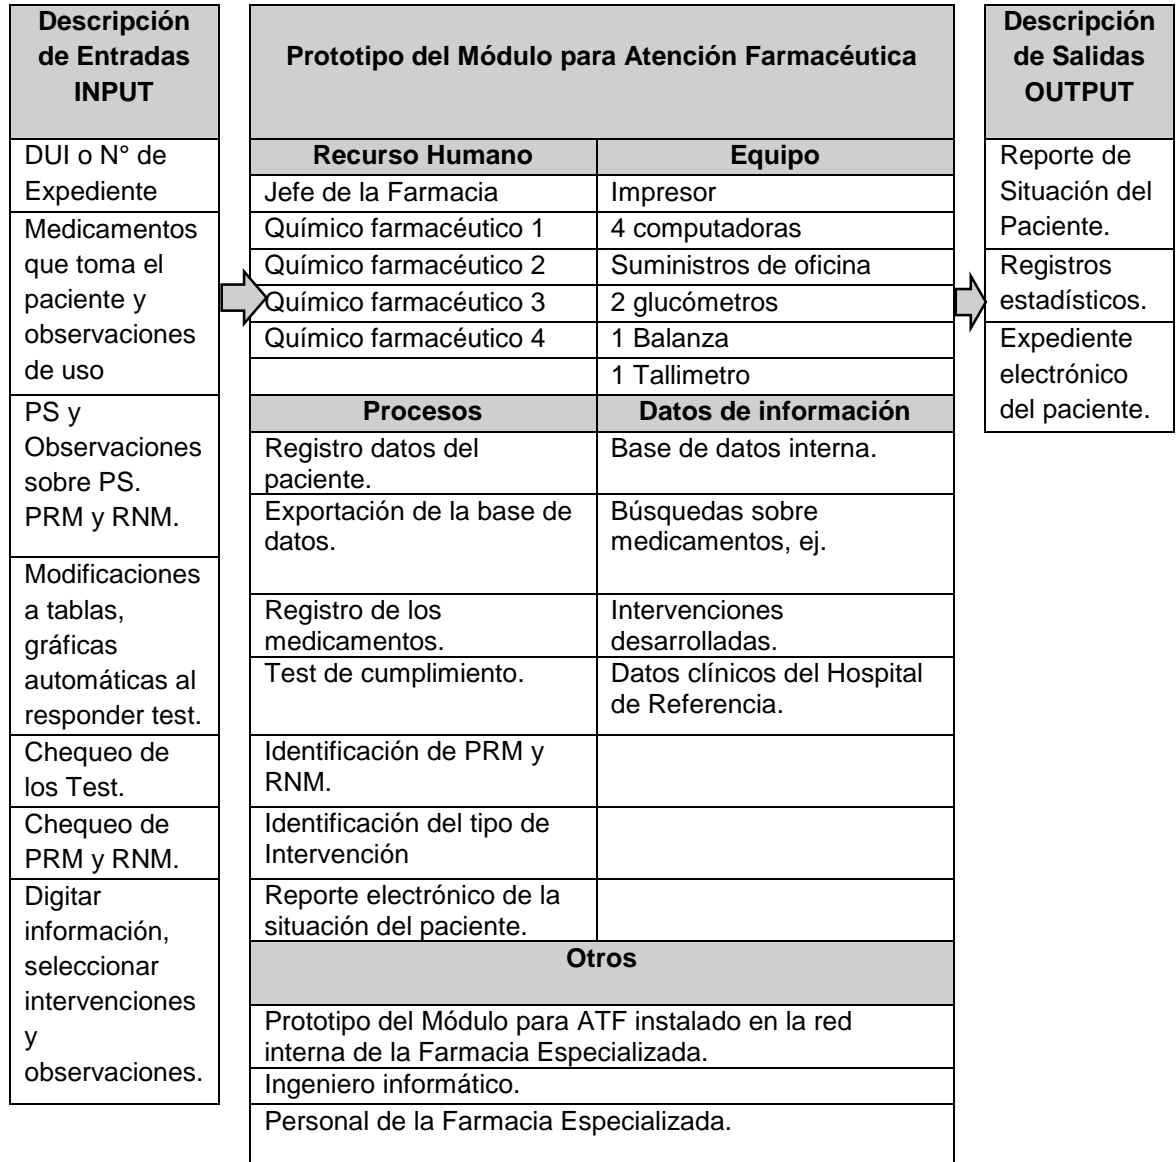 Descripción
de Entradas
INPUT
DUI o N° de
Expediente
Medicamentos
que toma el
paciente y
observaciones
de uso
PS y
Observaciones
sobre PS.
PRM y RNM.
Modificaciones
a tablas,
gráficas
automáticas al
responder test.
Chequeo de
los Test.
Chequeo de
PRM y RNM.
Digitar
información,
seleccionar
intervenciones
y
observaciones.
Prototipo del Módulo para Atención Farmacéutica
Recurso Humano
Equipo
Jefe de la Farmacia
Impresor
Químico farmacéutico 1
4 computadoras
Químico farmacéutico 2
Suministros de oficina
Químico farmacéutico 3
2 glucómetros
Químico farmacéutico 4
1 Balanza
1 Tallimetro
Procesos
Datos de información
Registro datos del
paciente.
Base de datos interna.
Exportación de la base de
datos.
Búsquedas sobre
medicamentos, ej.
Registro de los
medicamentos.
Intervenciones
desarrolladas.
Test de cumplimiento.
Datos clínicos del Hospital
de Referencia.
Identificación de PRM y
RNM.
Identificación del tipo de
Intervención
Reporte electrónico de la
situación del paciente.
Otros
Prototipo del Módulo para ATF instalado en la red
interna de la Farmacia Especializada.
Ingeniero informático.
Personal de la Farmacia Especializada.
Descripción
de Salidas
OUTPUT
Reporte de
Situación del
Paciente.
Registros
estadísticos.
Expediente
electrónico
del paciente.